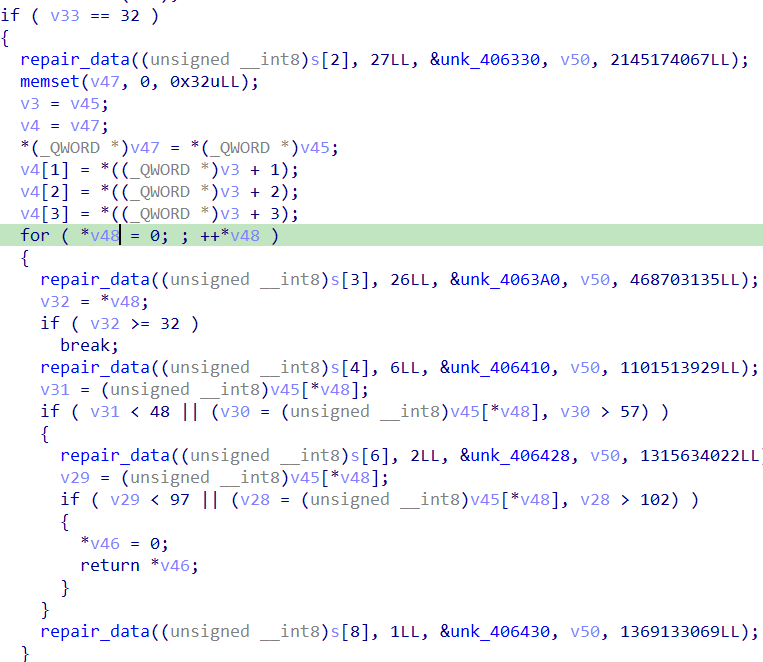 if ( v33 == 32 )
{
repair_data((unsigned __int8)s[2], 27LL, &unk_406330, v50, 2145174067LL);
memset(v47, 0, 0x32uLL);
v3 = v45;
v4 = v47;
*(_QWORD *)v47 = *(_QWORD *)v45;
v4[1] = *((_QWORD *)v3 + 1);
v4[2] = *((_QWORD *)v3 + 2);
v4[3] = *((_QWORD *)v3 + 3);
for ( *v48 = 0; ; ++*v48 )
{
repair_data((unsigned __int8)s[3], 26LL, &unk_4063A0, v50, 468703135LL);
v32 = *v48;
if ( v32 >= 32 )
break;
repair_data((unsigned __int8)s[4], 6LL, &unk_406410, v50, 1101513929LL);
v31 = (unsigned __int8)v45[*v48];
if ( v31 < 48 || (v30 = (unsigned __int8)v45[*v48], v30 > 57) )
{
repair_data((unsigned __int8)s[6], 2LL, &unk_406428, v50, 1315634022LL)
v29 = (unsigned __int8)v45[*v48];
if ( v29 < 97 || (v28 = (unsigned __int8)v45[*v48], v28 > 102) )
{
*v46 = 0;
return *v46;
}
}
repair_data((unsigned __int8)s[8], 1LL, &unk_406430, v50, 1369133069LL);
}